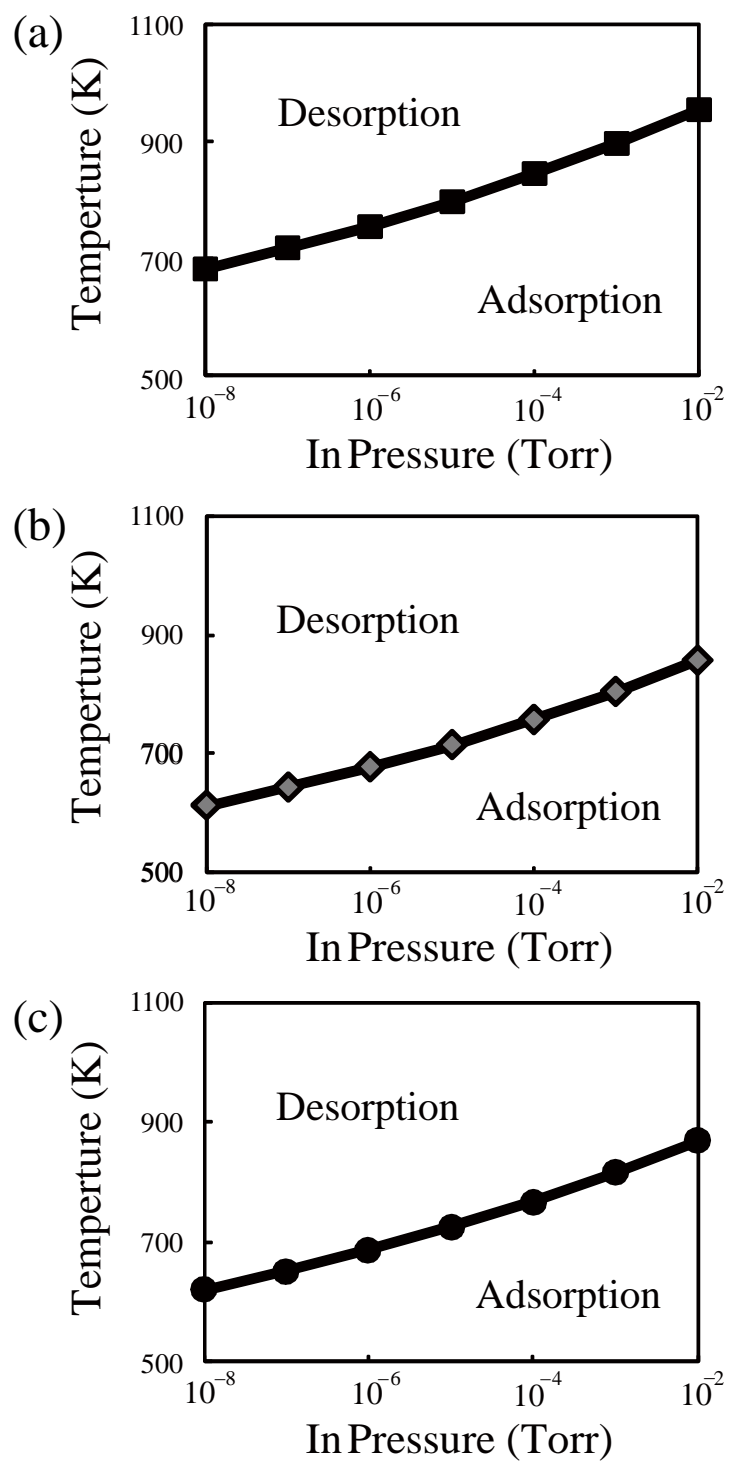 (a)
1100
900
700
500
Temperture (K)
Desorption
Adsorption
10⁻⁸ 10⁻⁶ 10⁻⁴ 10⁻²
In Pressure (Torr)
(b)
1100
900
700
500
Temperture (K)
Desorption
Adsorption
10⁻⁸ 10⁻⁶ 10⁻⁴ 10⁻²
In Pressure (Torr)
(c)
1100
900
700
500
Temperture (K)
Desorption
Adsorption
10⁻⁸ 10⁻⁶ 10⁻⁴ 10⁻²
In Pressure (Torr)